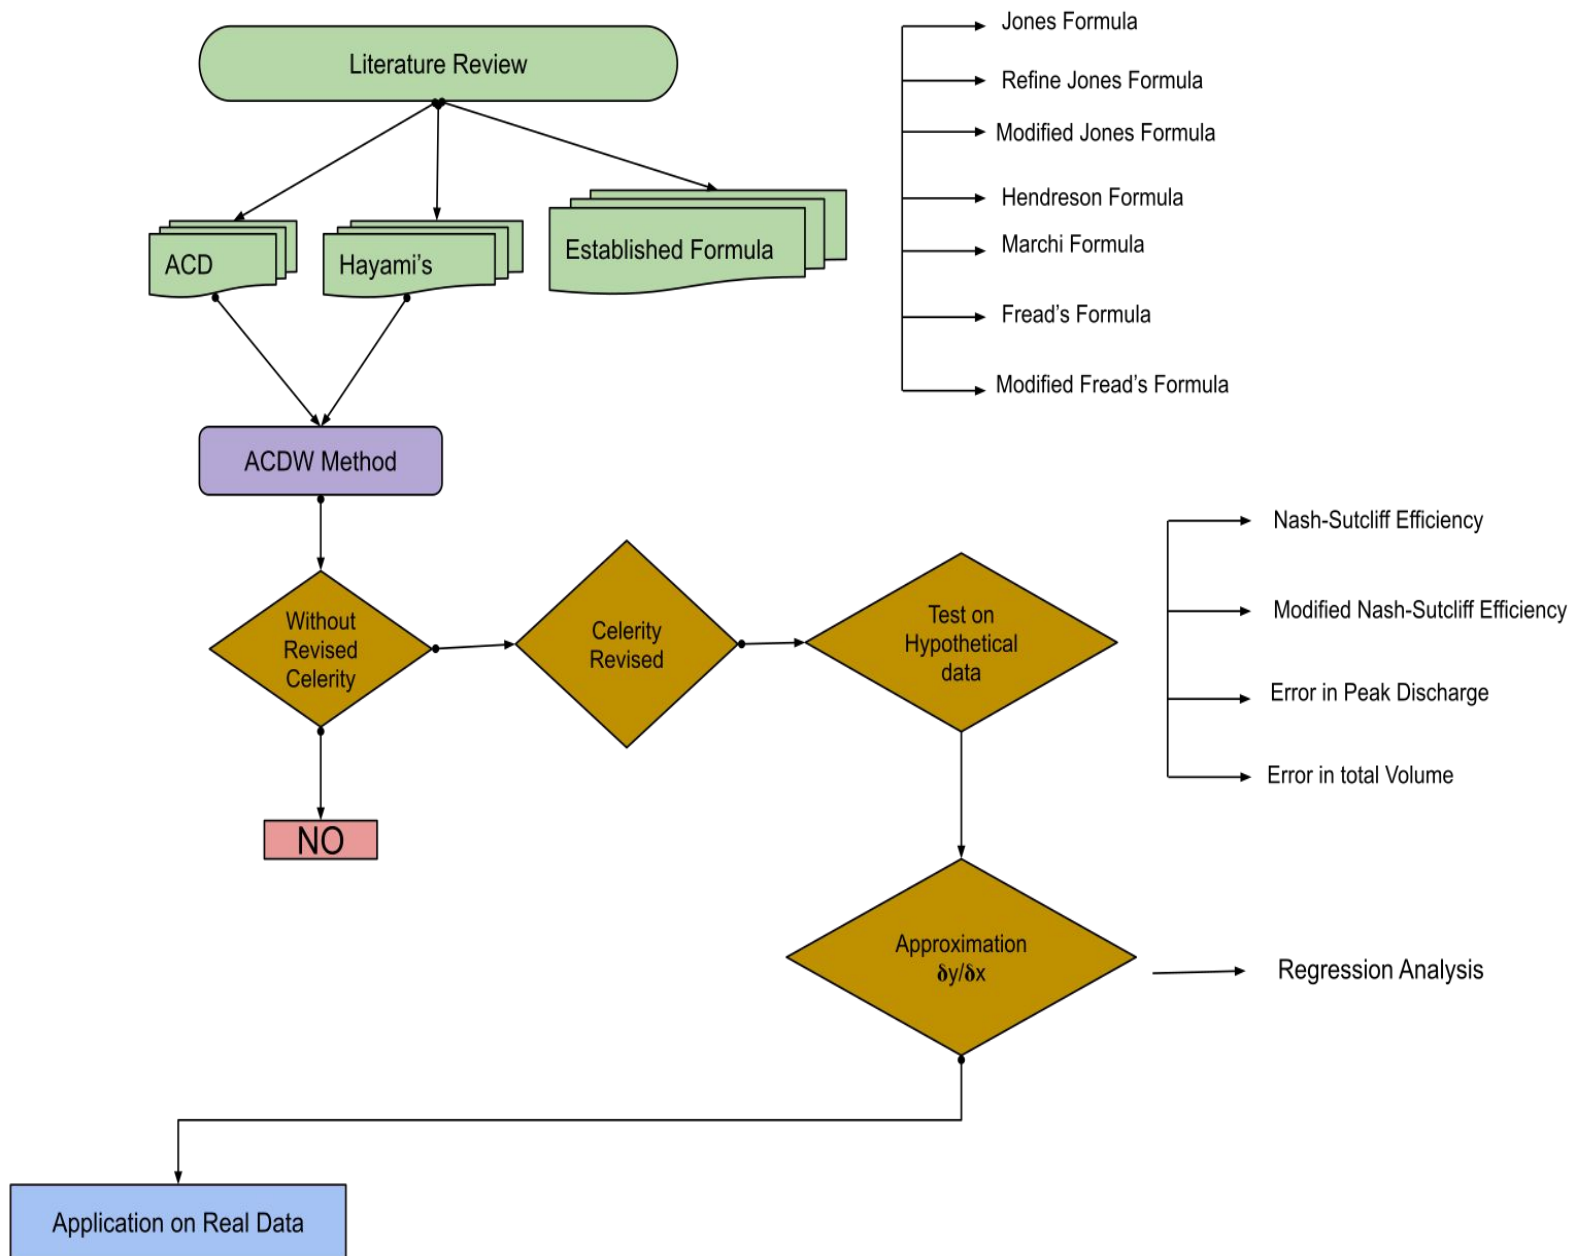 Literature Review
Jones Formula
Refine Jones Formula
Modified Jones Formula
Hendreson Formula
Marchi Formula
Fread's Formula
Modified Fread's Formula
ACD
Hayami's
Established Formula
ACDW Method
Without
Revised
Celerity
Celerity
Revised
Test on
Hypothetical
data
Nash-Sutcliff Efficiency
Modified Nash-Sutcliff Efficiency
Error in Peak Discharge
Error in total Volume
NO
Approximation
δy/δx
Regression Analysis
Application on Real Data